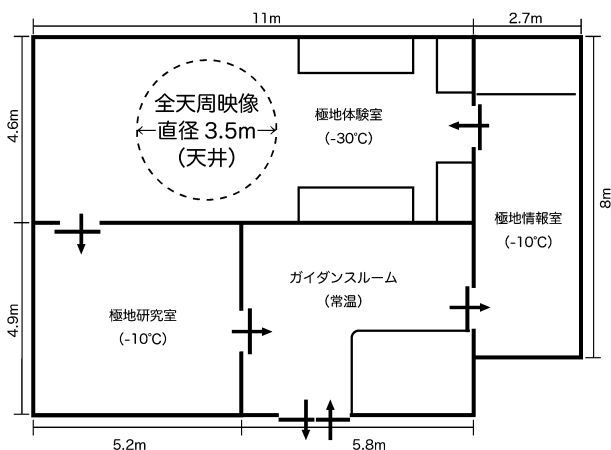 11m
2.7m
4.6m
全天周映像
直径 3.5m
(天井)
極地体験室
(-30℃)
8m
極地情報室
(-10℃)
ガイダンスルーム
(常温)
極地研究室
(-10℃)
4.9m
5.2m
5.8m